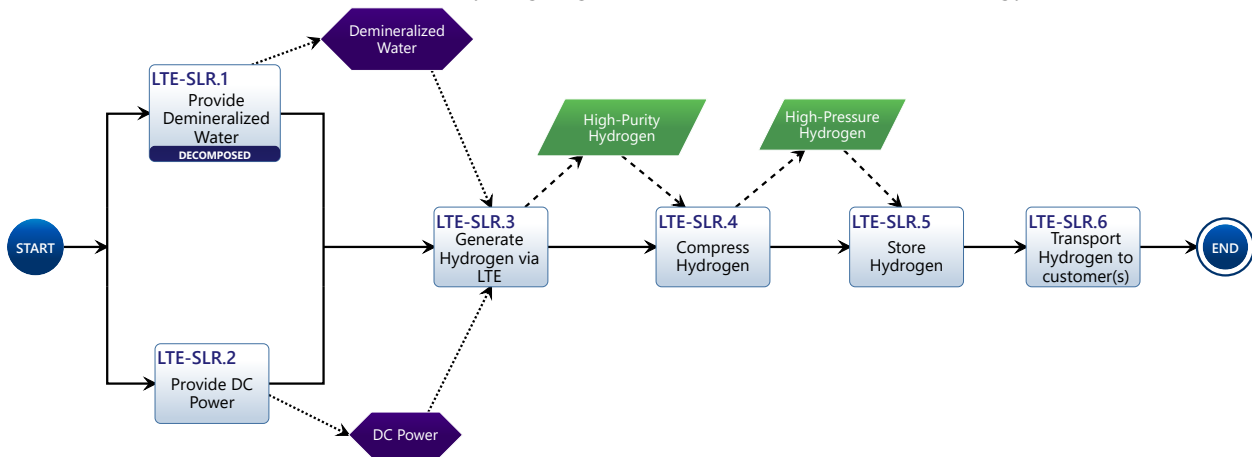 Demineralized
Water
LTE-SLR.1
Provide
Demineralized
Water
DECOMPOSED
High-Purity
Hydrogen
High-Pressure
Hydrogen
START
LTE-SLR.3
Generate
Hydrogen via
LTE
LTE-SLR.4
Compress
Hydrogen
LTE-SLR.5
Store
Hydrogen
LTE-SLR.6
Transport
Hydrogen to
customer(s)
END
LTE-SLR.2
Provide DC
Power
DC Power